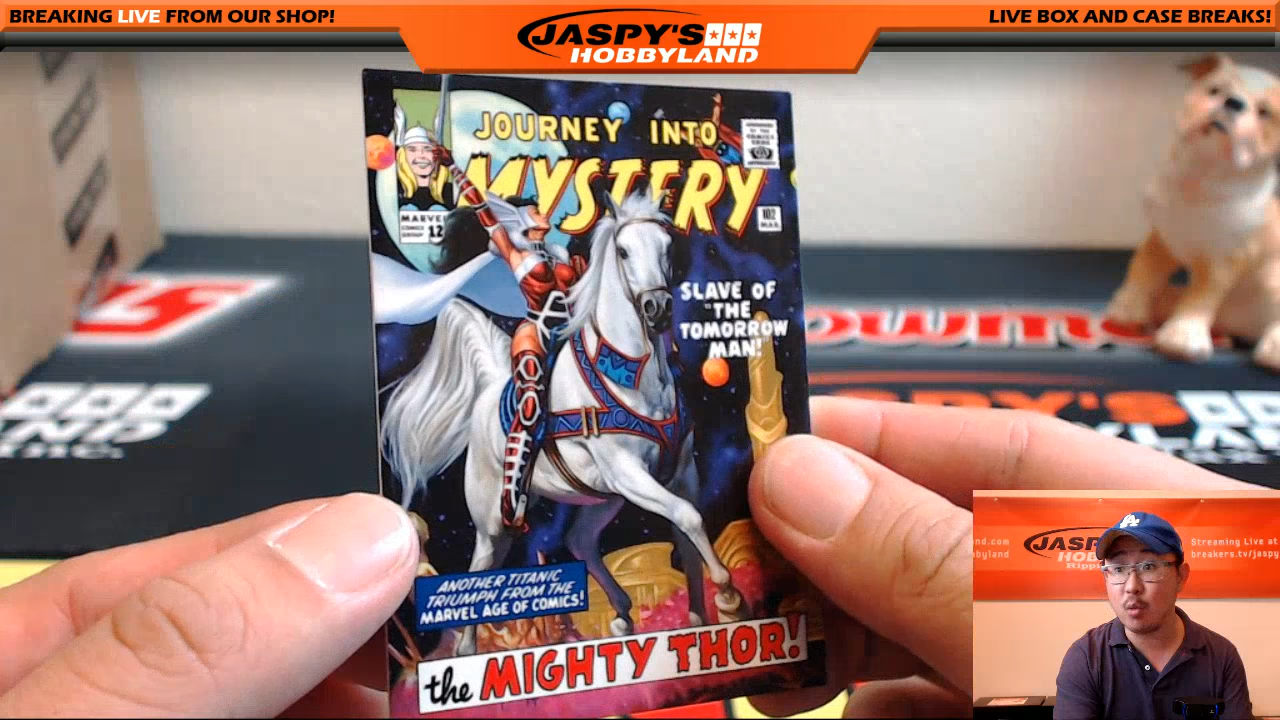 BREAKING LIVE FROM OUR SHOP!
JASPY'S
HOBBYLAND
LIVE BOX AND CASE BREAKS!
JOURNEY INTO
MYSTERY
MARVEL
COMICS
GROUP 12¢
102
MAR.
SLAVE OF
"THE
TOMORROW
MAN!
ANOTHER TITANIC
TRIUMPH FROM THE
MARVEL AGE OF COMICS!
the MIGHTY THOR!
INC.
Streaming Live at
breakers.tv/jaspy
A